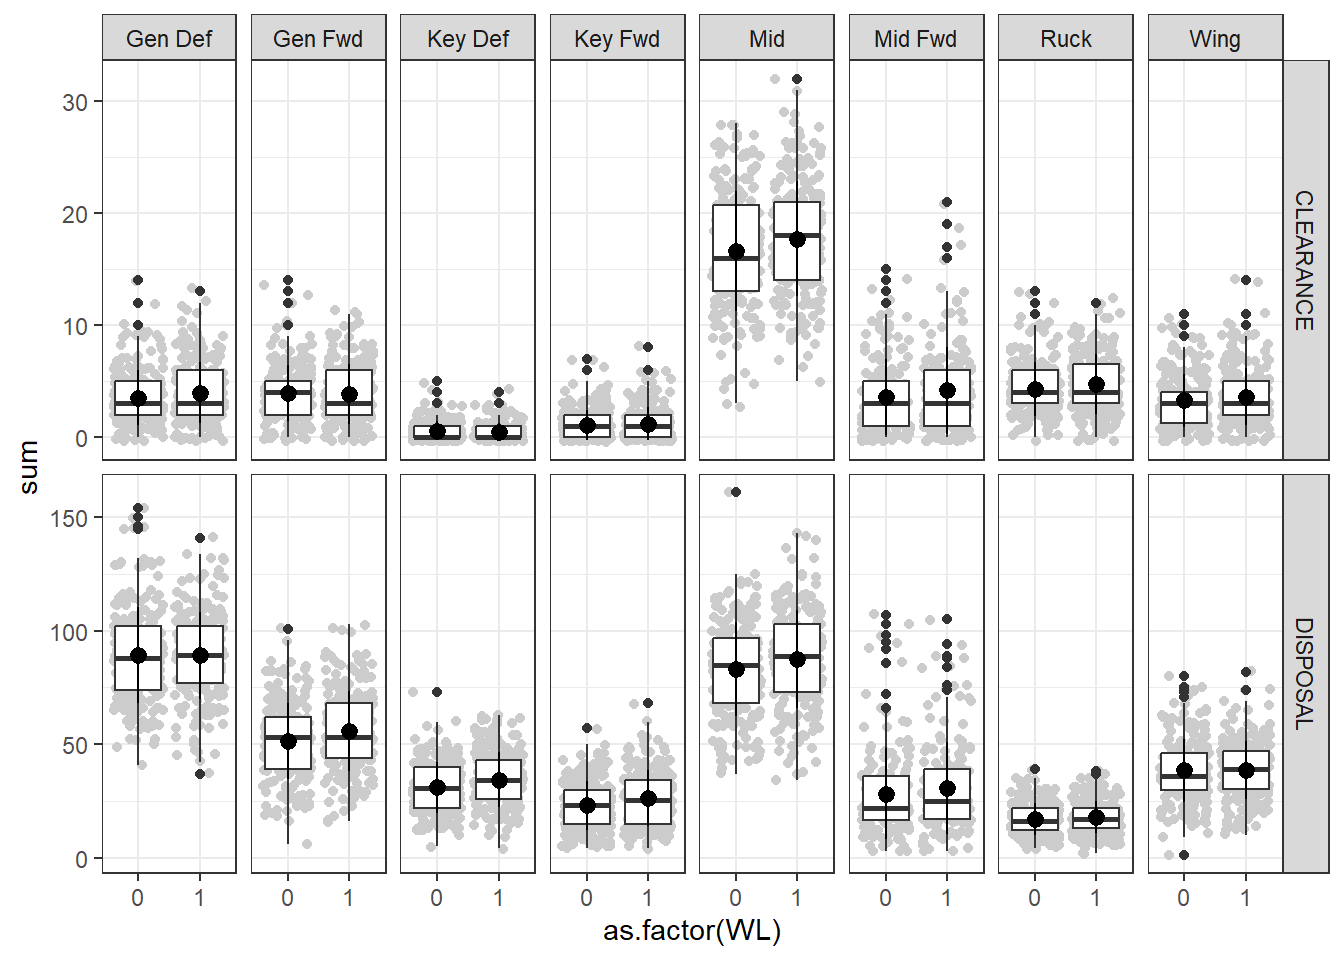 Gen Def Gen Fwd Key Def Key Fwd Mid Mid Fwd Ruck Wing
30
20
10
0
CLEARANCE
sum
150
100
50
0
DISPOSAL
0 1 0 1 0 1 0 1 0 1 0 1 0 1 0 1
as.factor(WL)